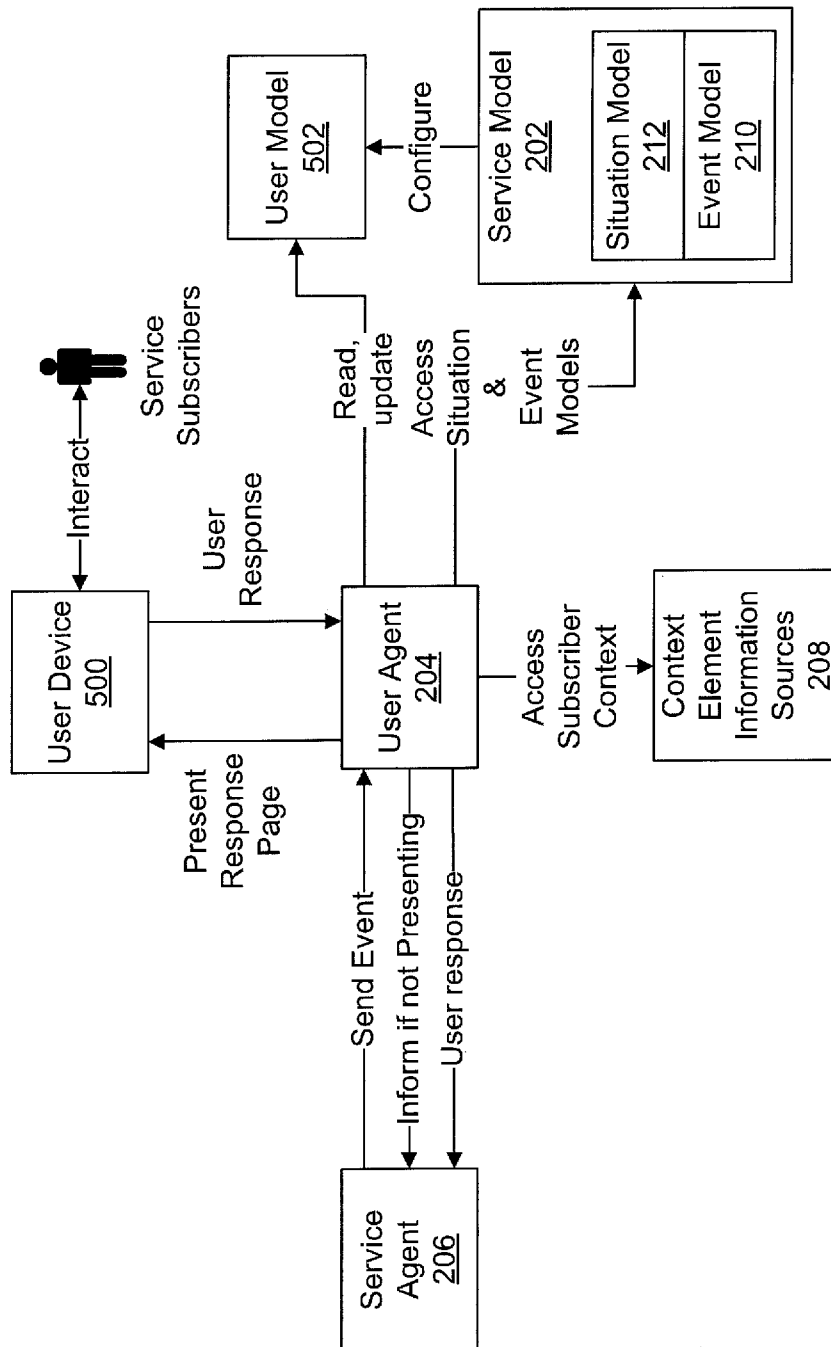 User Device
500
Interact
Service
Subscribers
Present
Response
Page
User
Response
Service
Agent
206
Send Event
Inform if not Presenting
User response
User Agent
204
Read,
update
Access
Situation
&
Event
Models
User Model
502
Configure
Service Model
202
Situation Model
212
Event Model
210
Access
Subscriber
Context
Context
Element
Information
Sources
208